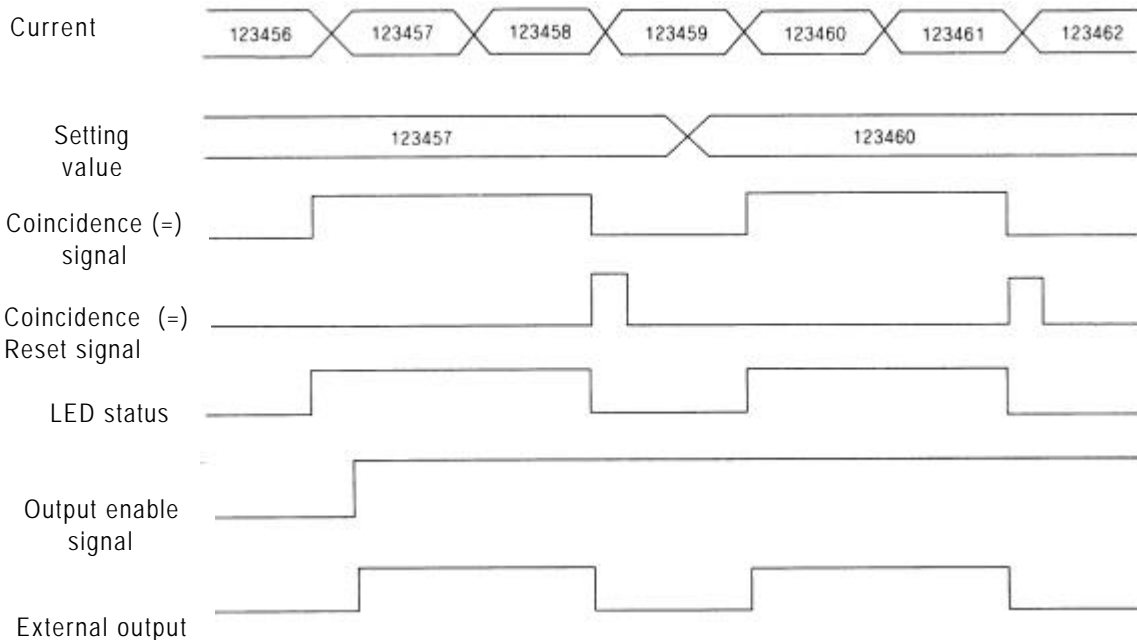 Current
123456 123457 123458 123459 123460 123461 123462
Setting
value
123457 123460
Coincidence (=)
signal
Coincidence (=)
Reset signal
LED status
Output enable
signal
External output